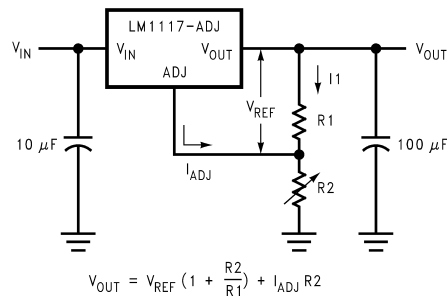 LM1117-ADJ
V_IN
V_IN
V_OUT
V_OUT
ADJ
I1
V_REF
R1
10 μF
100 μF
I_ADJ
R2
V_OUT = V_REF (1 + R2/R1) + I_ADJ R2